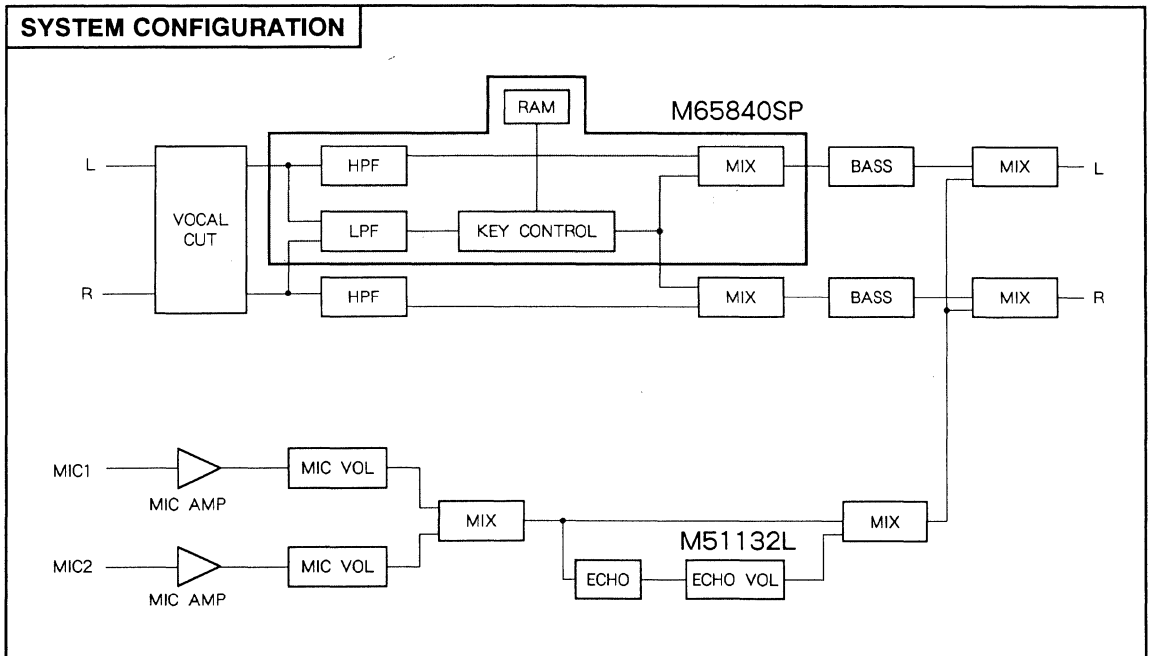 SYSTEM CONFIGURATION
RAM
M65840SP
L
HPF
MIX
BASS
MIX
L
VOCAL
CUT
LPF
KEY CONTROL
R
HPF
MIX
BASS
MIX
R
MIC1
MIC AMP
MIC VOL
MIX
MIX
M51132L
MIC2
MIC AMP
MIC VOL
ECHO
ECHO VOL